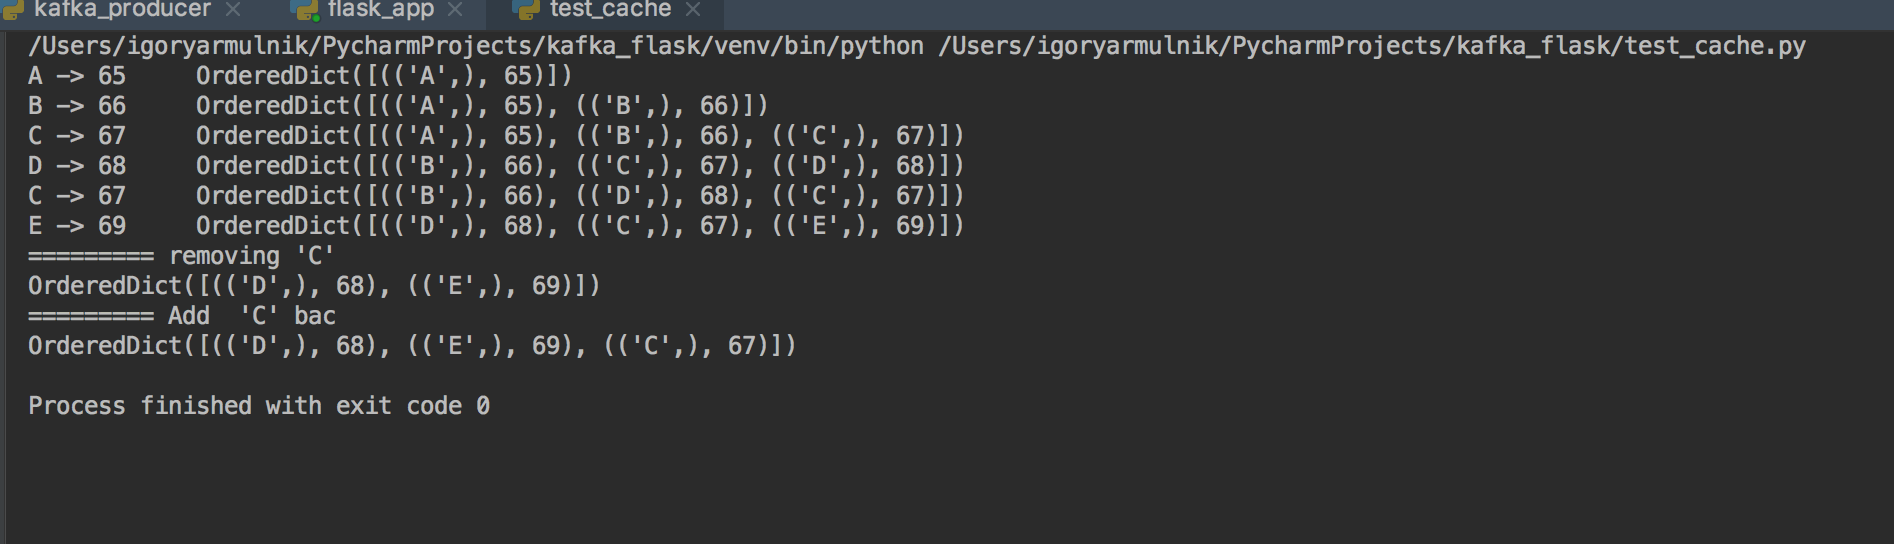 kafka_producer × flask_app × test_cache ×
/Users/igoryarmulnik/PycharmProjects/kafka_flask/venv/bin/python /Users/igoryarmulnik/PycharmProjects/kafka_flask/test_cache.py
A -> 65     OrderedDict([(('A',), 65)])
B -> 66     OrderedDict([(('A',), 65), (('B',), 66)])
C -> 67     OrderedDict([(('A',), 65), (('B',), 66), (('C',), 67)])
D -> 68     OrderedDict([(('B',), 66), (('C',), 67), (('D',), 68)])
C -> 67     OrderedDict([(('B',), 66), (('D',), 68), (('C',), 67)])
E -> 69     OrderedDict([(('D',), 68), (('C',), 67), (('E',), 69)])
========= removing 'C'
OrderedDict([(('D',), 68), (('E',), 69)])
========= Add  'C' bac
OrderedDict([(('D',), 68), (('E',), 69), (('C',), 67)])
Process finished with exit code 0